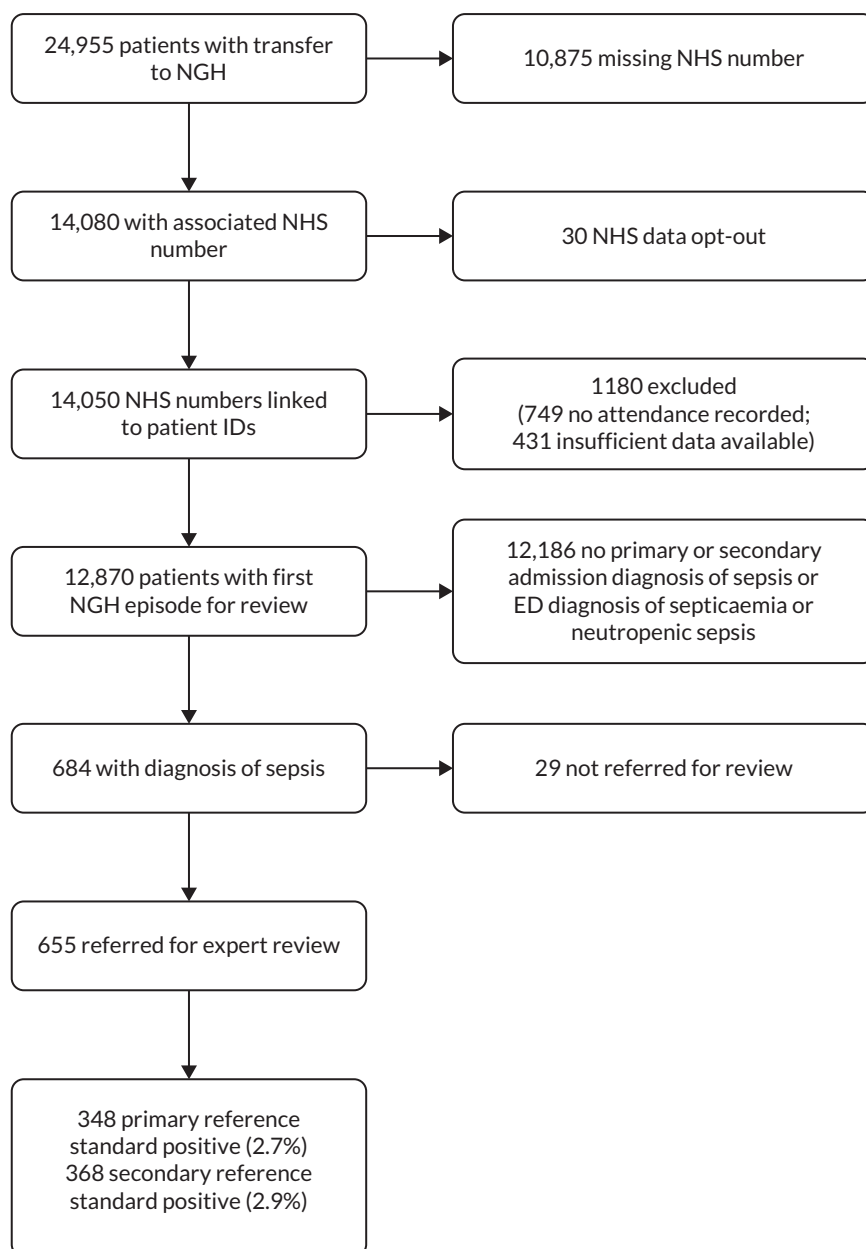 24,955 patients with transfer
to NGH
10,875 missing NHS number
14,080 with associated NHS
number
30 NHS data opt-out
14,050 NHS numbers linked
to patient IDs
1180 excluded
(749 no attendance recorded;
431 insufficient data available)
12,870 patients with first
NGH episode for review
12,186 no primary or secondary
admission diagnosis of sepsis or
ED diagnosis of septicaemia or
neutropenic sepsis
684 with diagnosis of sepsis
29 not referred for review
655 referred for expert review
348 primary reference
standard positive (2.7%)
368 secondary reference
standard positive (2.9%)